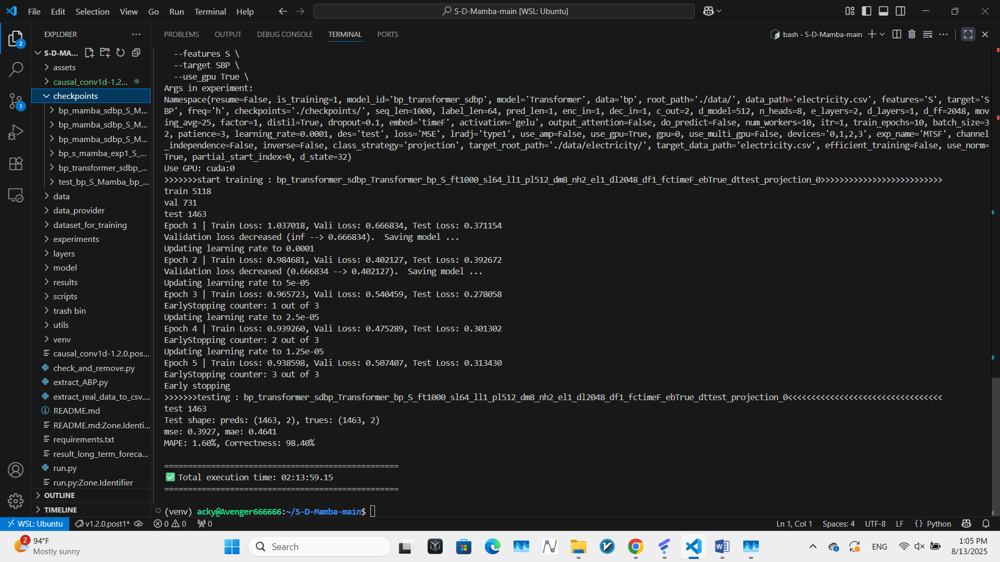 File Edit Selection View Go Run Terminal Help
S-D-Mamba-main [WSL: Ubuntu]
EXPLORER
PROBLEMS OUTPUT DEBUG CONSOLE TERMINAL PORTS
bash - S-D-Mamba-main
2
1
S-D-MA...
assets
causal_conv1d-1.2...
checkpoints
bp_mamba_sdbp_S_M...
bp_mamba_sdbp_S_M...
bp_mamba_sdbp_S_M...
bp_s_mamba_exp1_S_...
bp_transformer_sdbp_...
test_bp_S_Mamba_bp_...
data
data_provider
dataset_for_training
experiments
layers
model
results
scripts
trash bin
utils
venv
causal_conv1d-1.2.0.pos...
check_and_remove.py
extract_ABP.py
extract_real_data_to_csv....
README.md
README.md:Zone.Identi...
requirements.txt
result_long_term_foreca...
run.py
run.py:Zone.Identifier
OUTLINE
TIMELINE
--features S \
--target SBP \
--use_gpu True \
Args in experiment:
Namespace(resume=False, is_training=1, model_id='bp_transformer_sdbp', model='Transformer', data='bp', root_path='./data/', data_path='electricity.csv', features='S', target='S
BP', freq='h', checkpoints='./checkpoints/', seq_len=1000, label_len=64, pred_len=1, enc_in=1, dec_in=1, c_out=2, d_model=512, n_heads=8, e_layers=2, d_layers=1, d_ff=2048, mov
ing_avg=25, factor=1, distil=True, dropout=0.1, embed='timeF', activation='gelu', output_attention=False, do_predict=False, num_workers=10, itr=1, train_epochs=10, batch_size=3
2, patience=3, learning_rate=0.0001, des='test', loss='MSE', lradj='type1', use_amp=False, use_gpu=True, gpu=0, use_multi_gpu=False, devices='0,1,2,3', exp_name='MTSF', channel
_independence=False, inverse=False, class_strategy='projection', target_root_path='./data/electricity/', target_data_path='electricity.csv', efficient_training=False, use_norm=
True, partial_start_index=0, d_state=32)
Use GPU: cuda:0
>>>>>>>start training : bp_transformer_sdbp_Transformer_bp_S_ft1000_sl64_ll1_pl512_dm8_nh2_el1_dl2048_df1_fctimeF_ebTrue_dttest_projection_0>>>>>>>>>>>>>>>>>>>>>>>>>>
train 5118
val 731
test 1463
Epoch 1 | Train Loss: 1.037018, Vali Loss: 0.666834, Test Loss: 0.371154
Validation loss decreased (inf --> 0.666834).  Saving model ...
Updating learning rate to 0.0001
Epoch 2 | Train Loss: 0.984681, Vali Loss: 0.402127, Test Loss: 0.392672
Validation loss decreased (0.666834 --> 0.402127).  Saving model ...
Updating learning rate to 5e-05
Epoch 3 | Train Loss: 0.965723, Vali Loss: 0.540459, Test Loss: 0.278058
EarlyStopping counter: 1 out of 3
Updating learning rate to 2.5e-05
Epoch 4 | Train Loss: 0.939260, Vali Loss: 0.475289, Test Loss: 0.301302
EarlyStopping counter: 2 out of 3
Updating learning rate to 1.25e-05
Epoch 5 | Train Loss: 0.938598, Vali Loss: 0.507407, Test Loss: 0.313430
EarlyStopping counter: 3 out of 3
Early stopping
>>>>>>>testing : bp_transformer_sdbp_Transformer_bp_S_ft1000_sl64_ll1_pl512_dm8_nh2_el1_dl2048_df1_fctimeF_ebTrue_dttest_projection_0<<<<<<<<<<<<<<<<<<<<<<<<<<<<<<<<<
test 1463
Test shape: preds: (1463, 2), trues: (1463, 2)
mse: 0.3927, mae: 0.4641
MAPE: 1.60%, Correctness: 98.40%
==================================================
✅ Total execution time: 02:13:59.15
==================================================
(venv) acky@Avenger666666:~/S-D-Mamba-main$
WSL: Ubuntu v1.2.0.post1* 0 0 0 Ln 1, Col 1 Spaces: 4 UTF-8 LF {} Python
2
94°F
Mostly sunny
Search
ENG
1:05 PM
8/13/2025